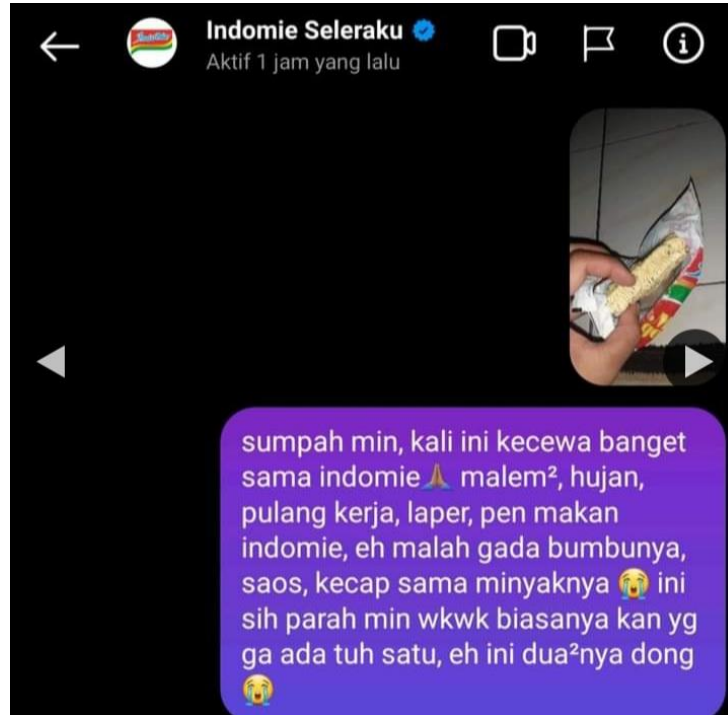 Indomie Seleraku
Aktif 1 jam yang lalu
sumpah min, kali ini kecewa banget
sama indomie🙏🏽 malem², hujan,
pulang kerja, laper, pen makan
indomie, eh malah gada bumbunya,
saos, kecap sama minyaknya 😭 ini
sih parah min wkwk biasanya kan yg
ga ada tuh satu, eh ini dua²nya dong
😭